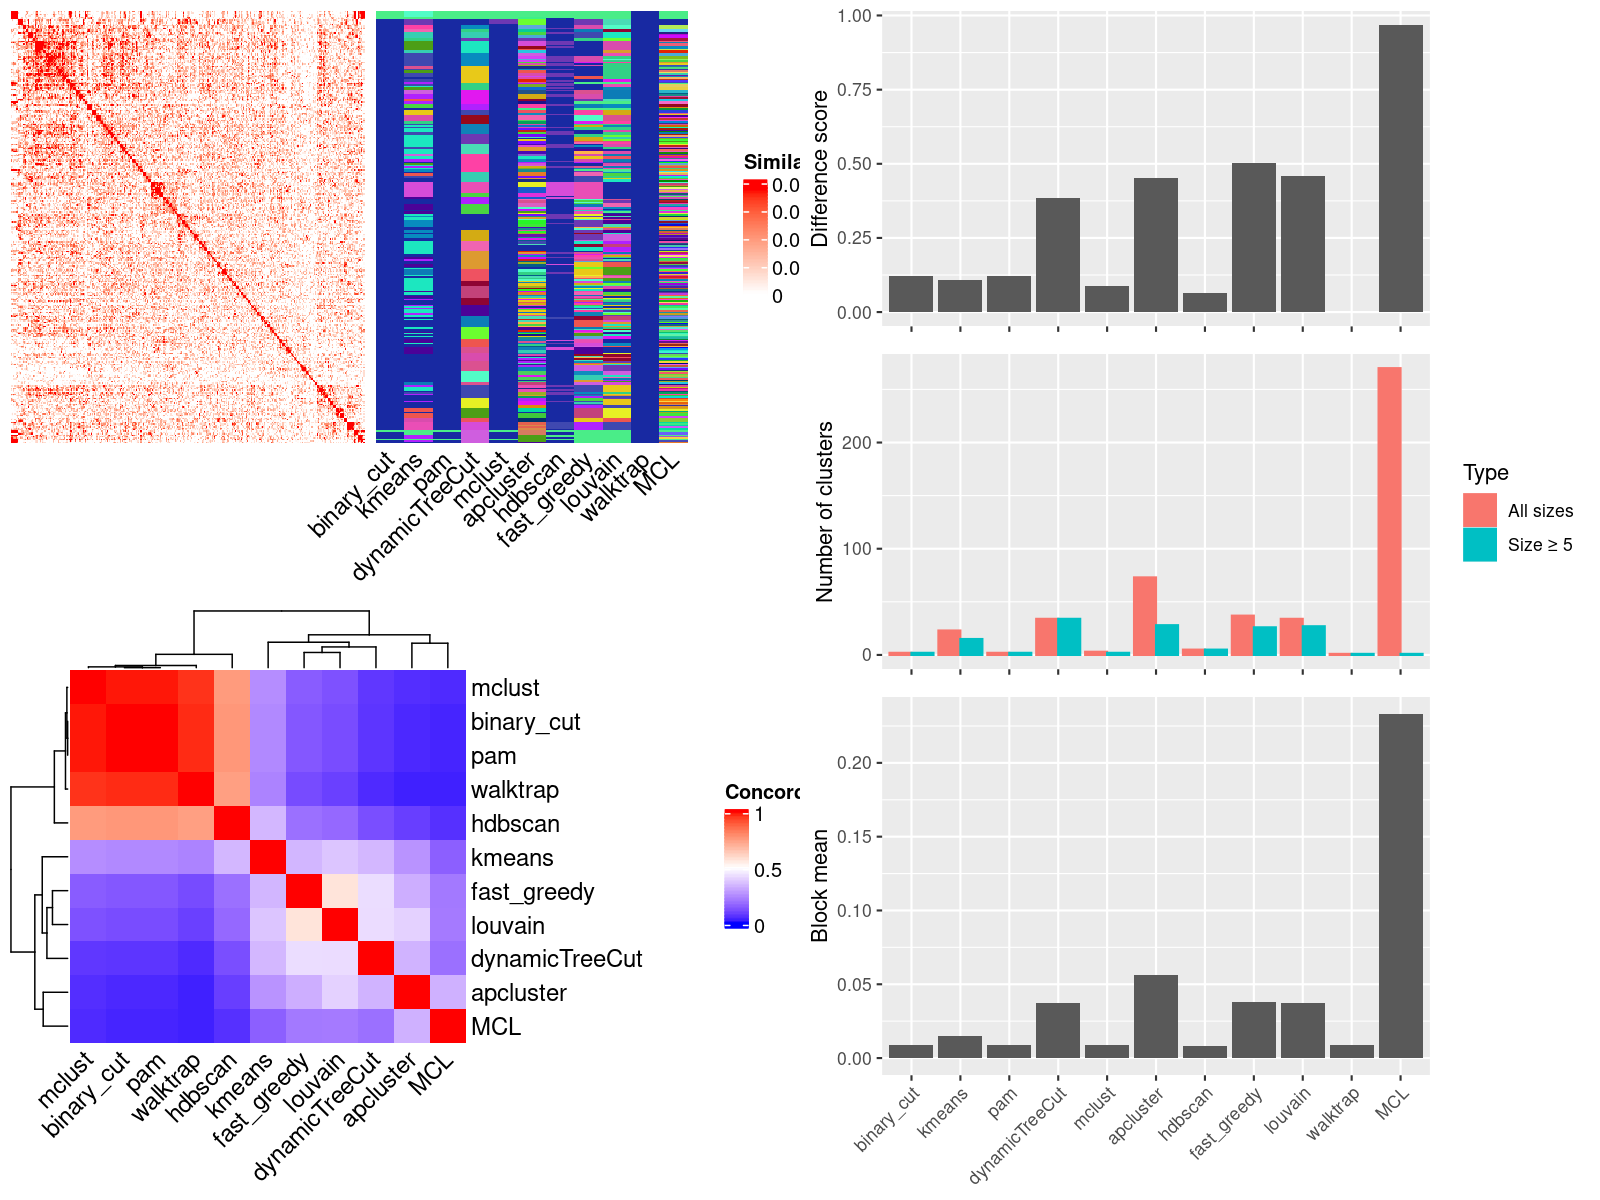 Simila
0.0
0.0
0.0
0.0
0
binary_cut
kmeans
pam
dynamicTreeCut
mclust
apcluster
hdbscan
fast_greedy
louvain
walktrap
MCL
mclust
binary_cut
pam
walktrap
hdbscan
kmeans
fast_greedy
louvain
dynamicTreeCut
apcluster
MCL
mclust
binary_cut
pam
walktrap
hdbscan
kmeans
fast_greedy
louvain
dynamicTreeCut
apcluster
MCL
Concord
1
0.5
0
Difference score
1.00
0.75
0.50
0.25
0.00
Number of clusters
200
100
0
Type
All sizes
Size ≥ 5
Block mean
0.20
0.15
0.10
0.05
0.00
binary_cut
kmeans
pam
dynamicTreeCut
mclust
apcluster
hdbscan
fast_greedy
louvain
walktrap
MCL